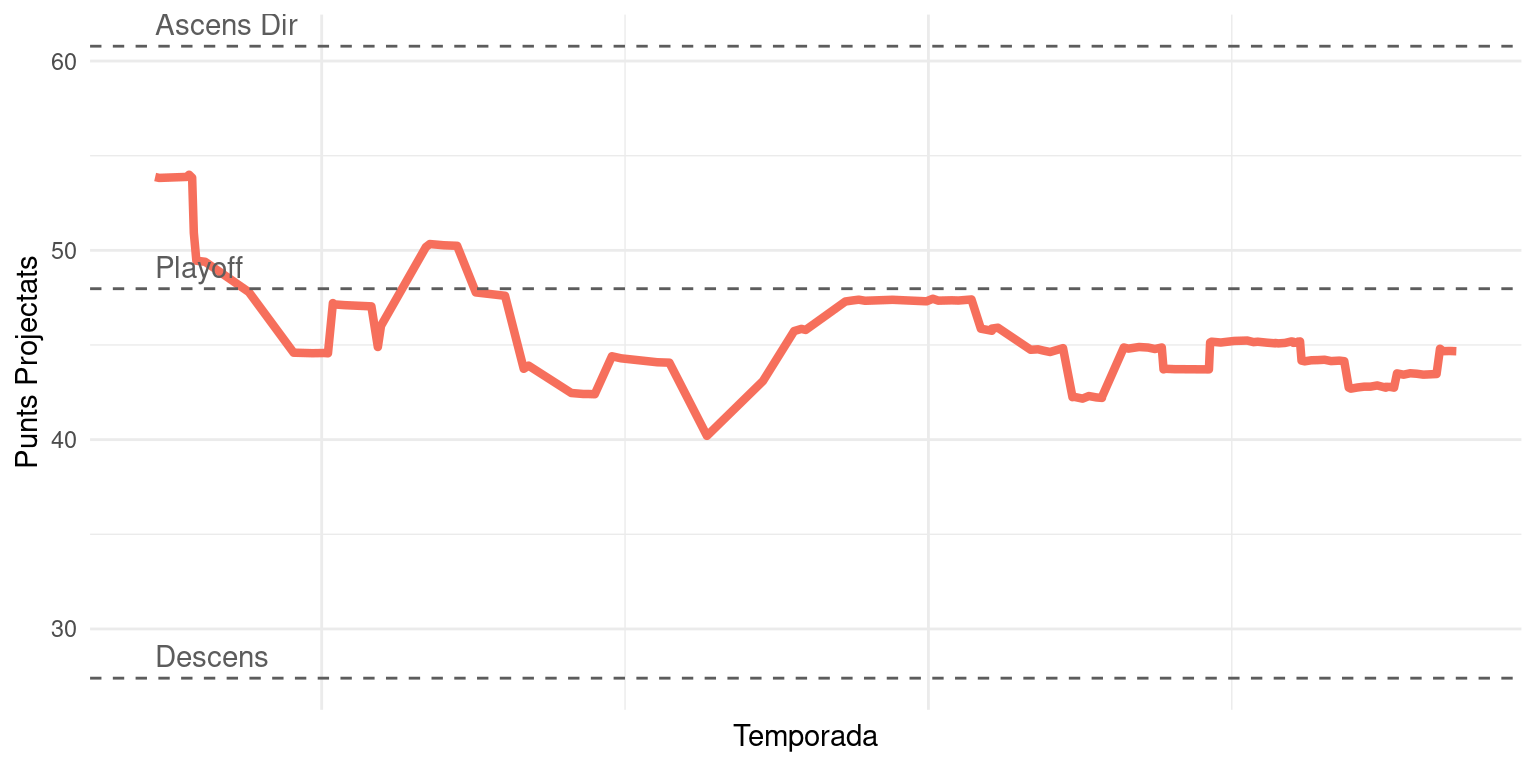 Ascens Dir
60
50
Playoff
Punts Projectats
40
30
Descens
Temporada